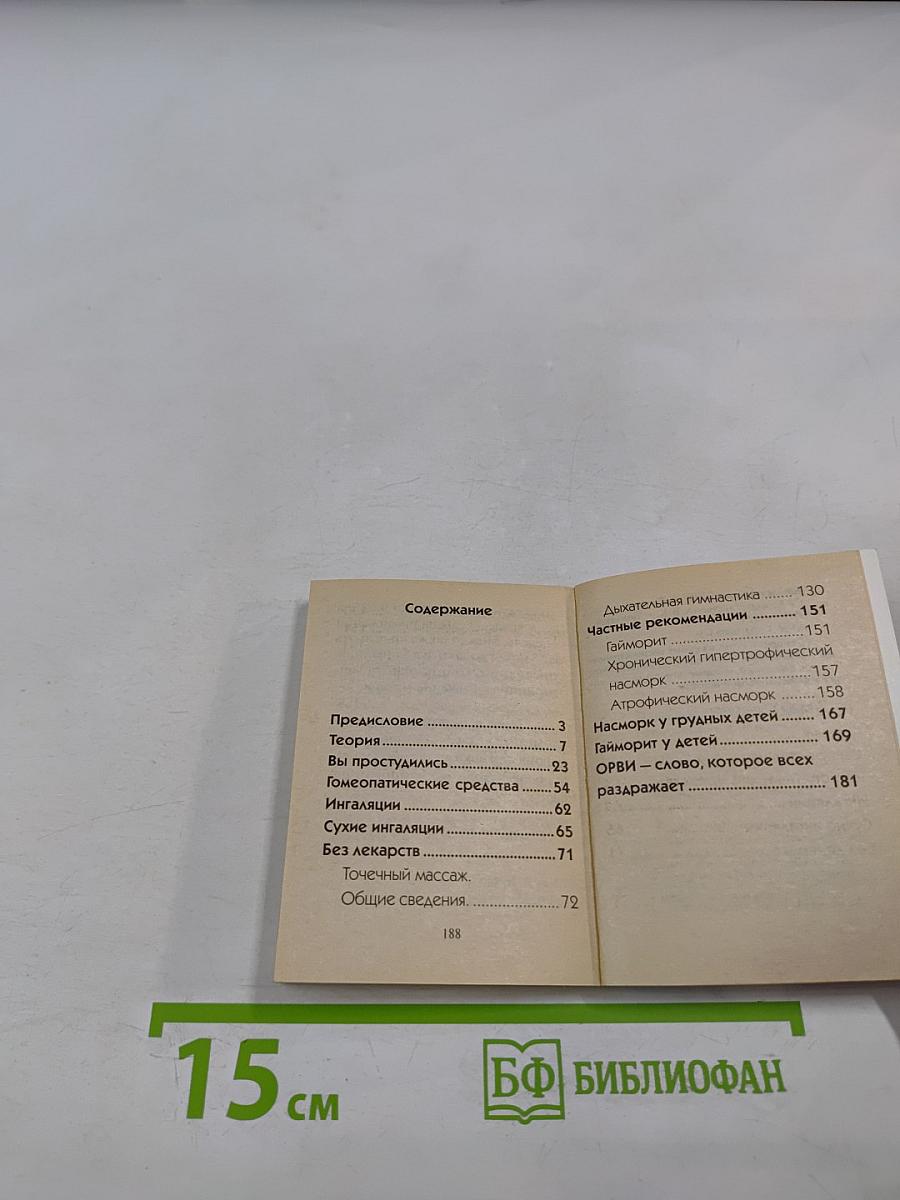 Содержание
Предисловие ........ 3
Теория ........ 7
Вы простудились ........ 23
Гомеопатические средства ....... 54
Ингаляции ........ 62
Сухие ингаляции ........ 65
Без лекарств ........ 71
Точечный массаж.
Общие сведения. ........ 72
188
Дыхательная гимнастика ....... 130
Частные рекомендации ........ 151
Гайморит ........ 151
Хронический гипертрофический
насморк ........ 157
Атрофический насморк ........ 158
Насморк у грудных детей ........ 167
Гайморит у детей ........ 169
ОРВИ — слово, которое всех
раздражает ........ 181
15 см
БФ БИБЛИОФАН